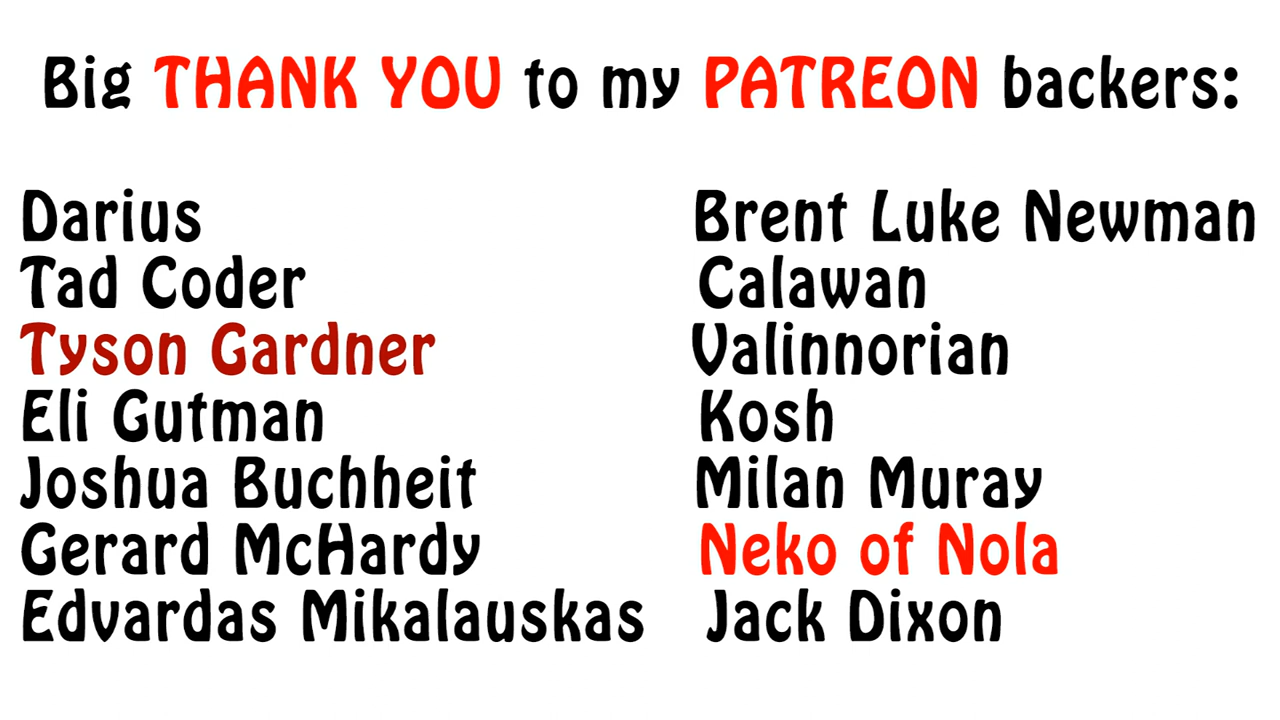 Big THANK YOU to my PATREON backers:
Darius
Tad Coder
Tyson Gardner
Eli Gutman
Joshua Buchheit
Gerard McHardy
Edvardas Mikalauskas
Brent Luke Newman
Calawan
Valinnorian
Kosh
Milan Muray
Neko of Nola
Jack Dixon